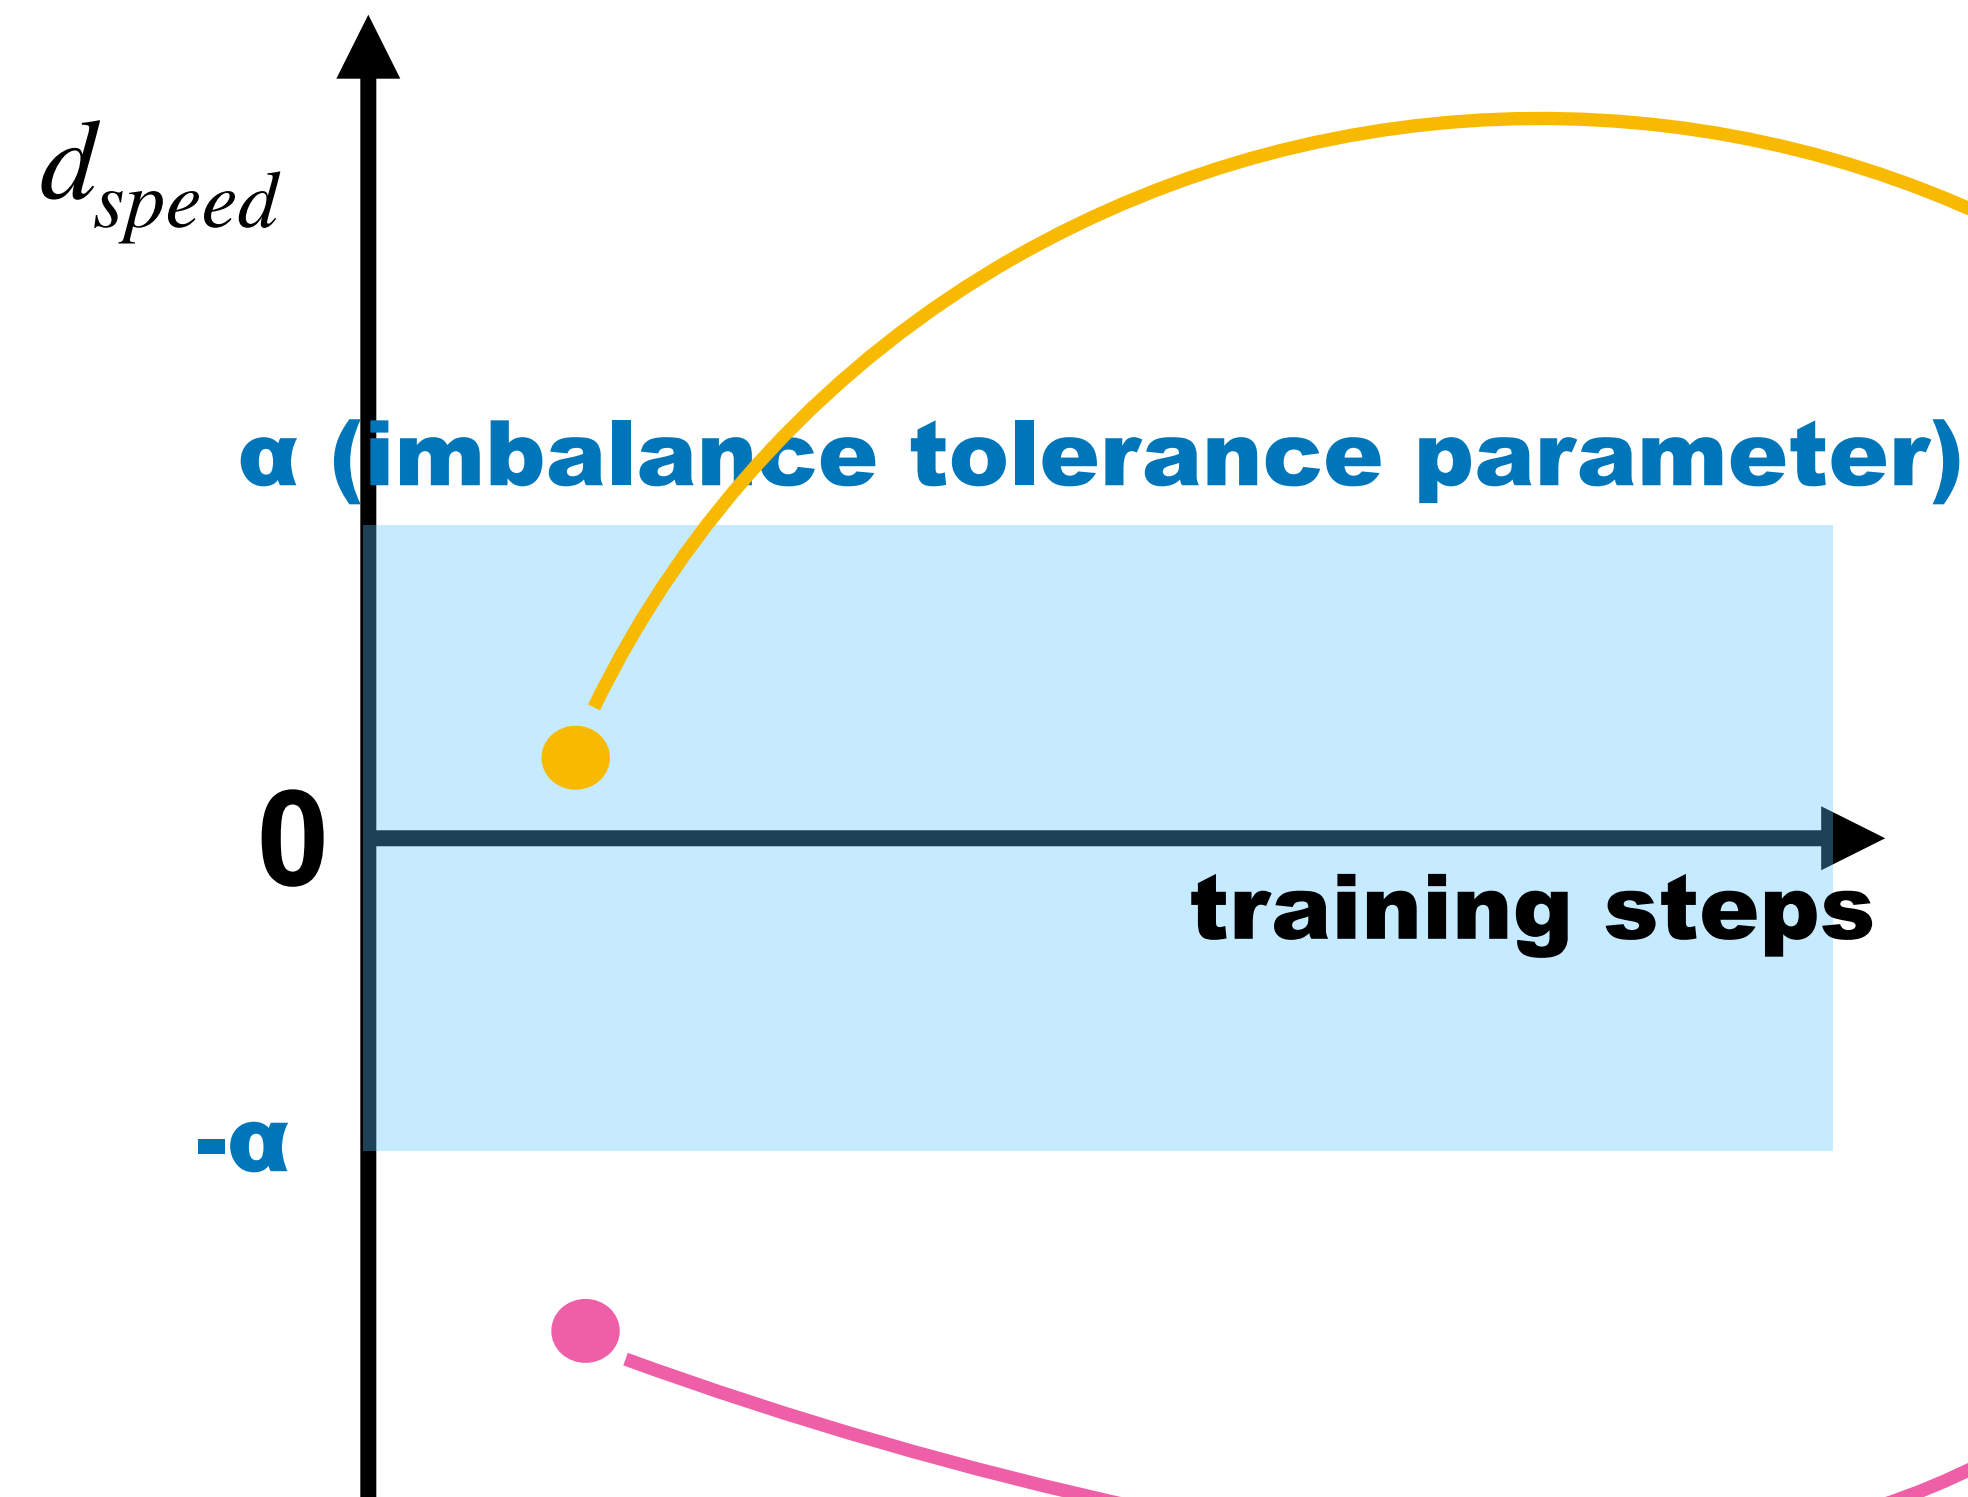 d_speed
α (imbalance tolerance parameter)
0
training steps
-α